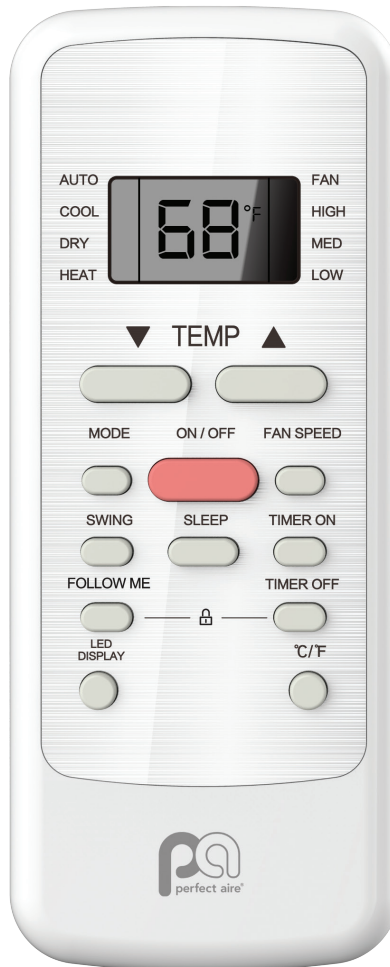 AUTO FAN
COOL HIGH
68°F
DRY MED
HEAT LOW
▼ TEMP ▲
MODE ON / OFF FAN SPEED
SWING SLEEP TIMER ON
FOLLOW ME TIMER OFF
LED
DISPLAY
℃/℉
pa
perfect aire®